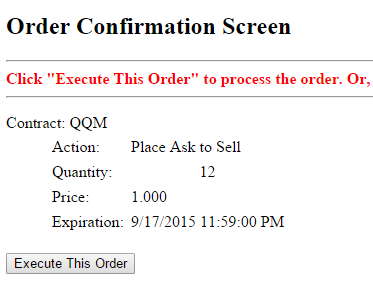 Order Confirmation Screen
Click "Execute This Order" to process the order. Or,
Contract: QQM
Action: Place Ask to Sell
Quantity: 12
Price: 1.000
Expiration: 9/17/2015 11:59:00 PM
Execute This Order